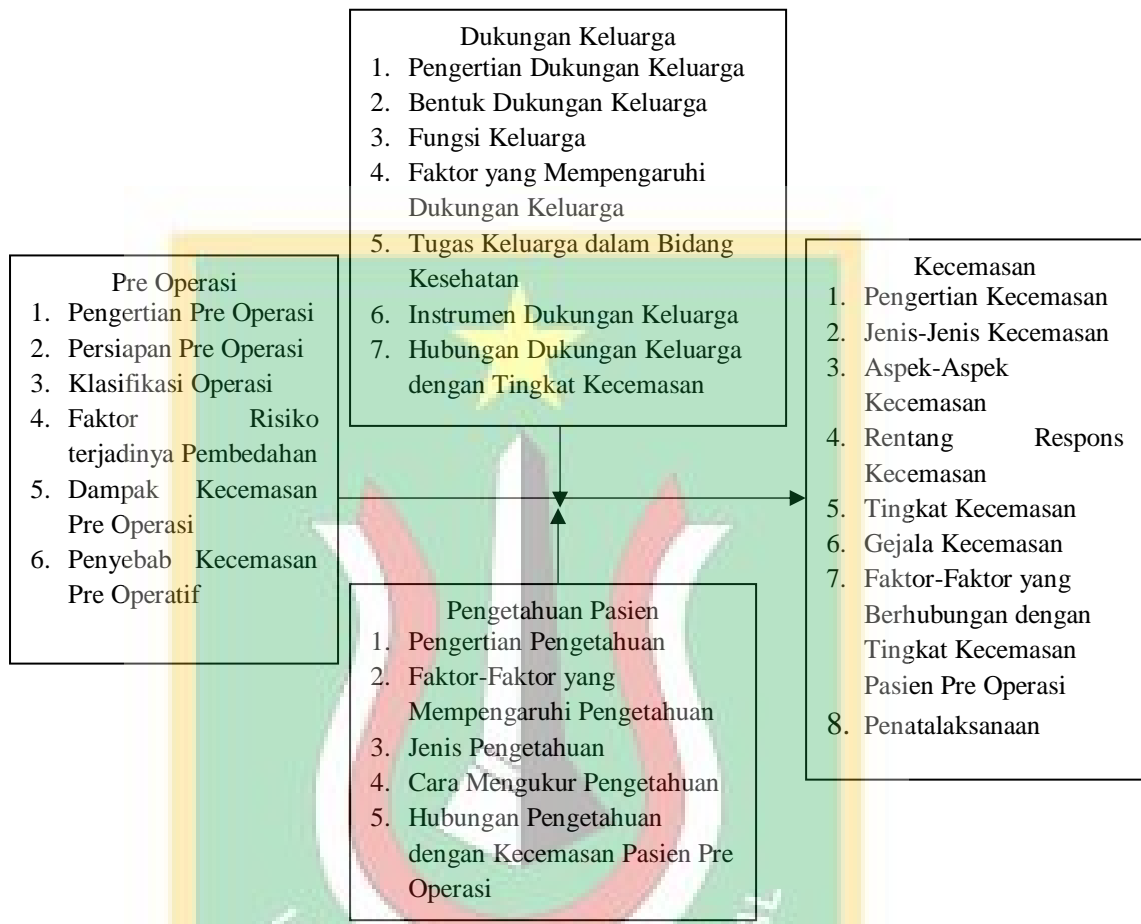 Dukungan Keluarga
1. Pengertian Dukungan Keluarga
2. Bentuk Dukungan Keluarga
3. Fungsi Keluarga
4. Faktor yang Mempengaruhi
Dukungan Keluarga
5. Tugas Keluarga dalam Bidang
Kesehatan
6. Instrumen Dukungan Keluarga
7. Hubungan Dukungan Keluarga
dengan Tingkat Kecemasan
Pre Operasi
1. Pengertian Pre Operasi
2. Persiapan Pre Operasi
3. Klasifikasi Operasi
4. Faktor Risiko
terjadinya Pembedahan
5. Dampak Kecemasan
Pre Operasi
6. Penyebab Kecemasan
Pre Operatif
Pengetahuan Pasien
1. Pengertian Pengetahuan
2. Faktor-Faktor yang
Mempengaruhi Pengetahuan
3. Jenis Pengetahuan
4. Cara Mengukur Pengetahuan
5. Hubungan Pengetahuan
dengan Kecemasan Pasien Pre
Operasi
Kecemasan
1. Pengertian Kecemasan
2. Jenis-Jenis Kecemasan
3. Aspek-Aspek
Kecemasan
4. Rentang Respons
Kecemasan
5. Tingkat Kecemasan
6. Gejala Kecemasan
7. Faktor-Faktor yang
Berhubungan dengan
Tingkat Kecemasan
Pasien Pre Operasi
8. Penatalaksanaan